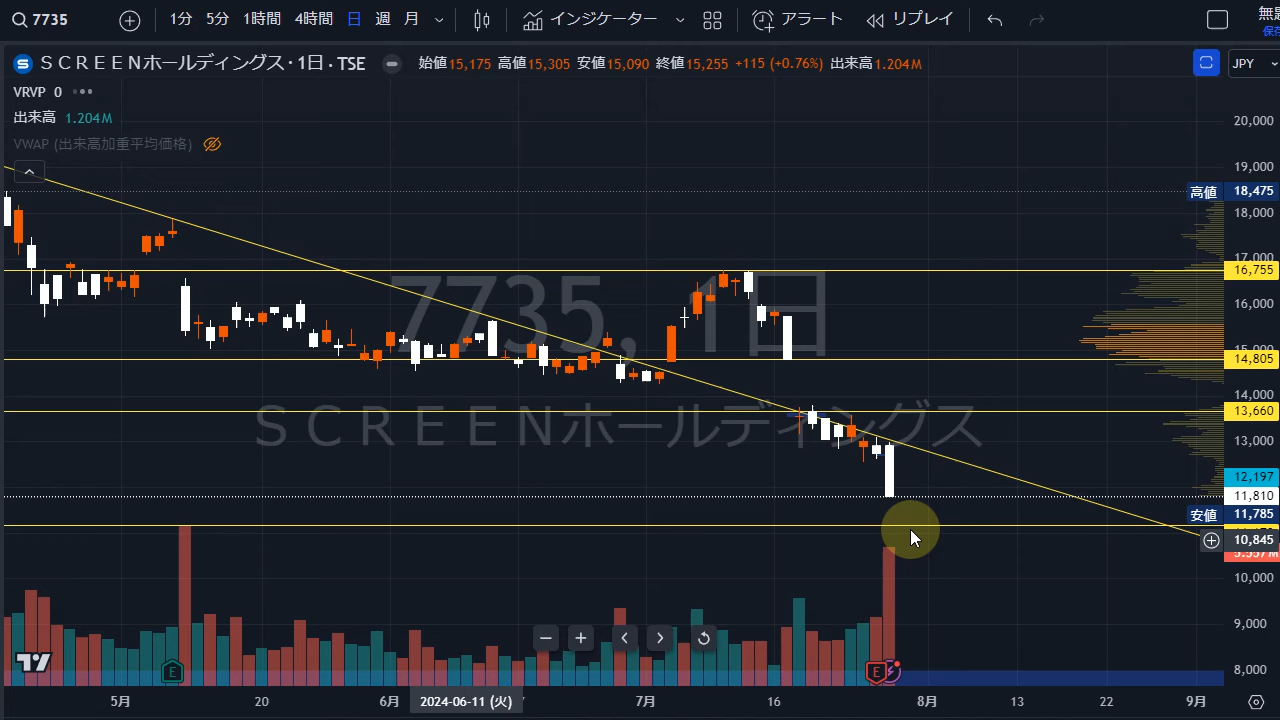 7735 1分 5分 1時間 4時間 日 週 月 インジケーター アラート リプレイ
保存
ＳＣＲＥＥＮホールディングス・1日・TSE 始値15,175 高値15,305 安値15,090 終値15,255 +115 (+0.76%) 出来高1.204M JPY
VRVP 0
出来高 1.204M
VWAP (出来高加重平均価格)
7735, 1日
ＳＣＲＥＥＮホールディングス
20,000
19,000
高値 18,475
18,000
17,000
16,755
16,000
15,000
14,805
14,000
13,660
13,000
12,197
11,810
安値 11,785
10,845
10,000
9,000
8,000
E E
5月 20 6月 2024-06-11 (火) 7月 16 8月 13 22 9月